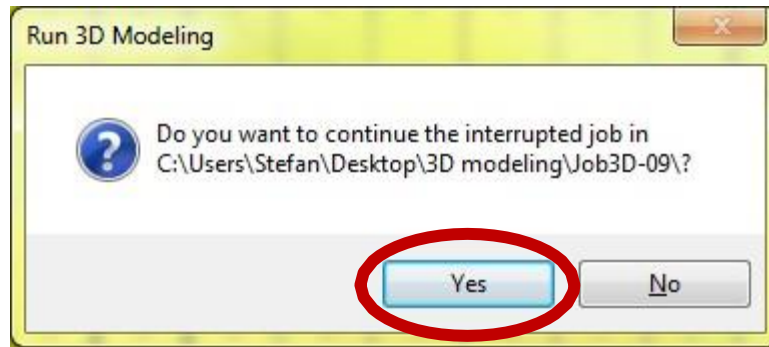 Run 3D Modeling
Do you want to continue the interrupted job in
C:\Users\Stefan\Desktop\3D modeling\Job3D-09\?
Yes
No